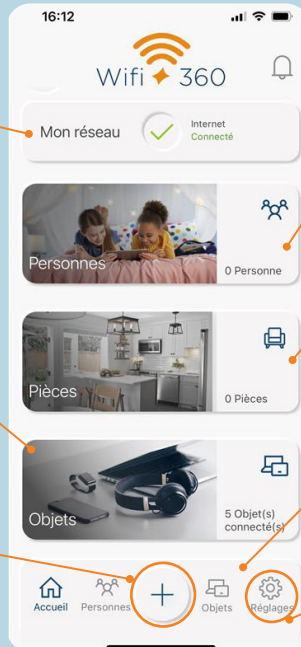 16:12
Wifi 360
Mon réseau
Internet
Connecté
Personnes
0 Personne
Pièces
0 Pièces
Objets
5 Objet(s)
connecté(s)
Accueil
Personnes
Objets
Réglages